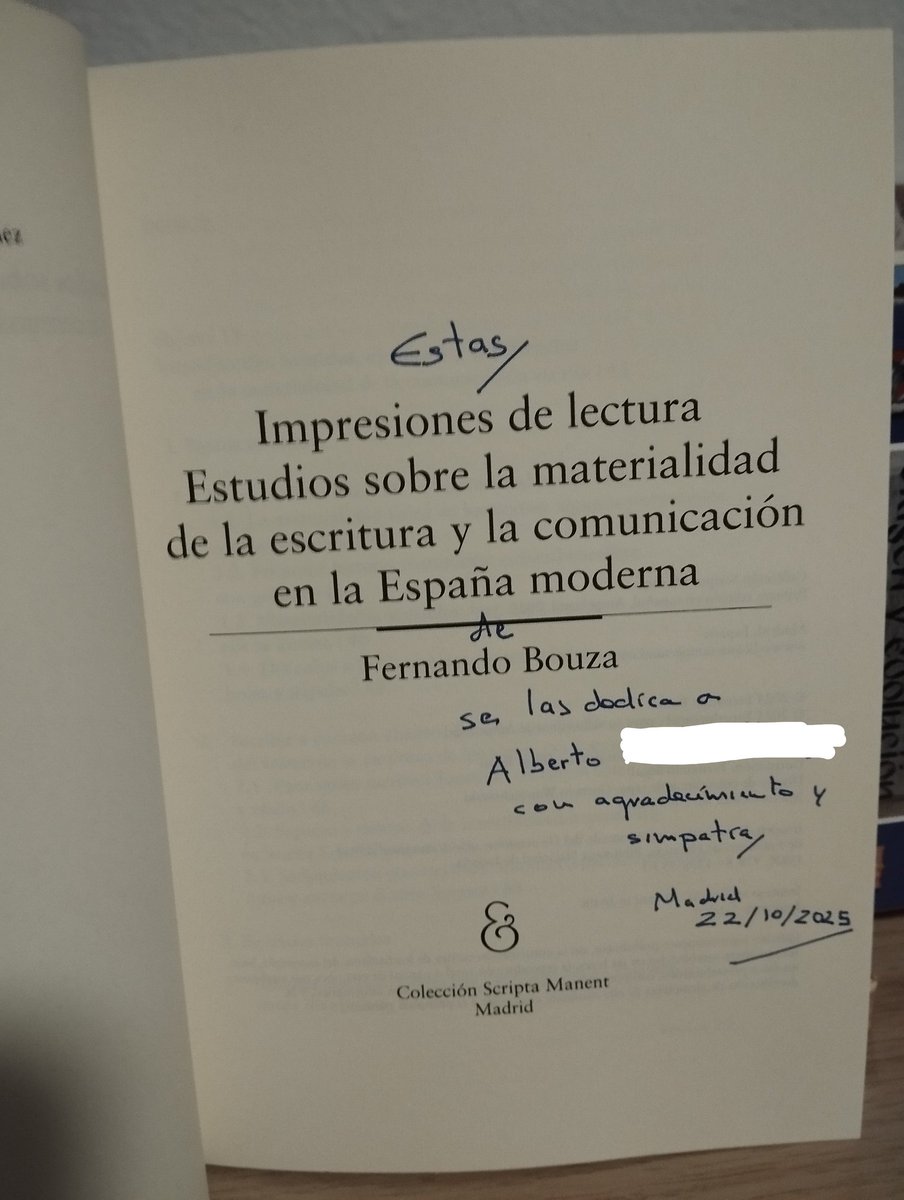 ez
Estas
Impresiones de lectura
Estudios sobre la materialidad
de la escritura y la comunicación
en la España moderna
de
Fernando Bouza
se las dedica a
Alberto
con agradecimiento y
simpatía
Madrid
22/10/2025
&
Colección Scripta Manent
Madrid